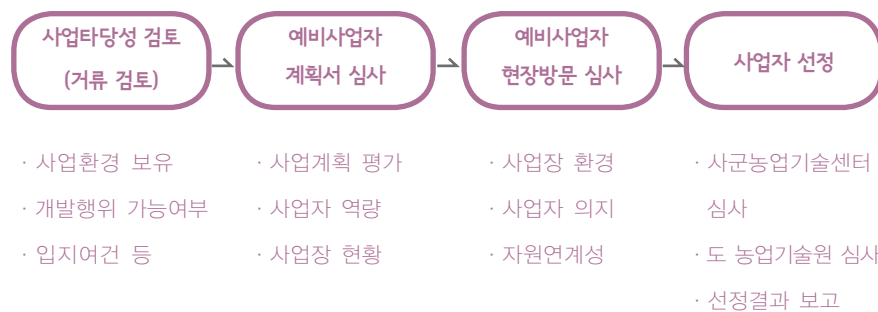 사업타당성 검토
(거류 검토)
예비사업자
계획서 심사
예비사업자
현장방문 심사
사업자 선정
· 사업환경 보유
· 개발행위 가능여부
· 입지여건 등
· 사업계획 평가
· 사업자 역량
· 사업장 현황
· 사업장 환경
· 사업자 의지
· 자원연계성
· 사군농업기술센터
심사
· 도 농업기술원 심사
· 선정결과 보고